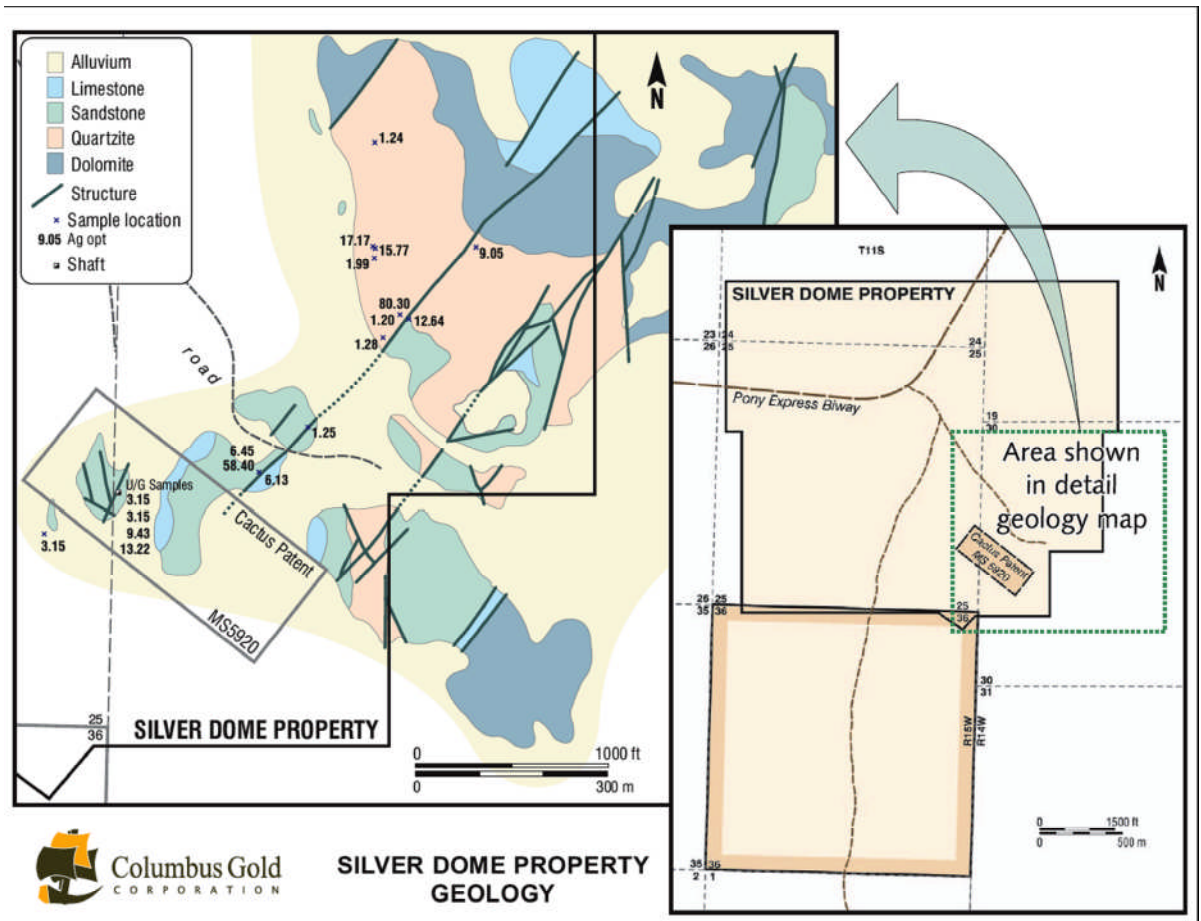 Alluvium
Limestone
Sandstone
Quartzite
Dolomite
Structure
Sample location
9.05 Ag opt
Shaft
N
1.24
17.17
15.77
1.99
9.05
80.30
1.20
12.64
1.28
road
1.25
6.45
58.40
6.13
U/G Samples
3.15
3.15
9.43
13.22
3.15
Cactus Patent
MS5920
25
36
SILVER DOME PROPERTY
0 1000 ft
0 300 m
T11S
N
SILVER DOME PROPERTY
23 24
26 25
24
25
Pony Express Biway
19
30
Area shown
in detail
geology map
Cactus Patent
MS 5920
26 25
35 36
25
36
30
31
R15W
R14W
0 1500 ft
0 500 m
35 36
2 1
Columbus Gold
CORPORATION
SILVER DOME PROPERTY
GEOLOGY